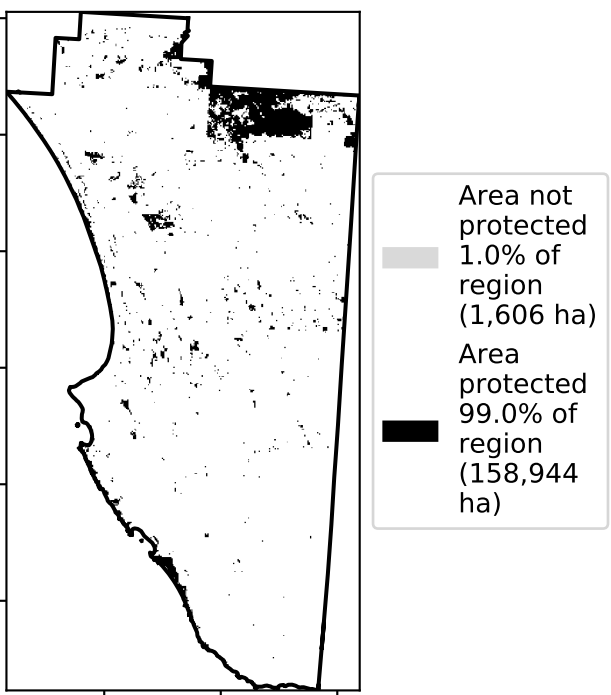 Area not
protected
1.0% of
region
(1,606 ha)
Area
protected
99.0% of
region
(158,944
ha)